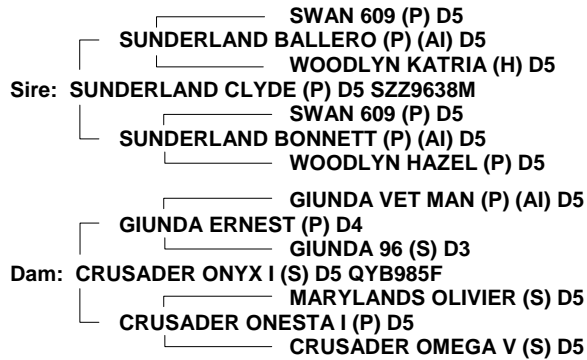 SWAN 609 (P) D5
SUNDERLAND BALLERO (P) (AI) D5
WOODLYN KATRIA (H) D5
Sire: SUNDERLAND CLYDE (P) D5 SZZ9638M
SWAN 609 (P) D5
SUNDERLAND BONNETT (P) (AI) D5
WOODLYN HAZEL (P) D5
GIUNDA VET MAN (P) (AI) D5
GIUNDA ERNEST (P) D4
GIUNDA 96 (S) D3
Dam: CRUSADER ONYX I (S) D5 QYB985F
MARYLANDS OLIVIER (S) D5
CRUSADER ONESTA I (P) D5
CRUSADER OMEGA V (S) D5